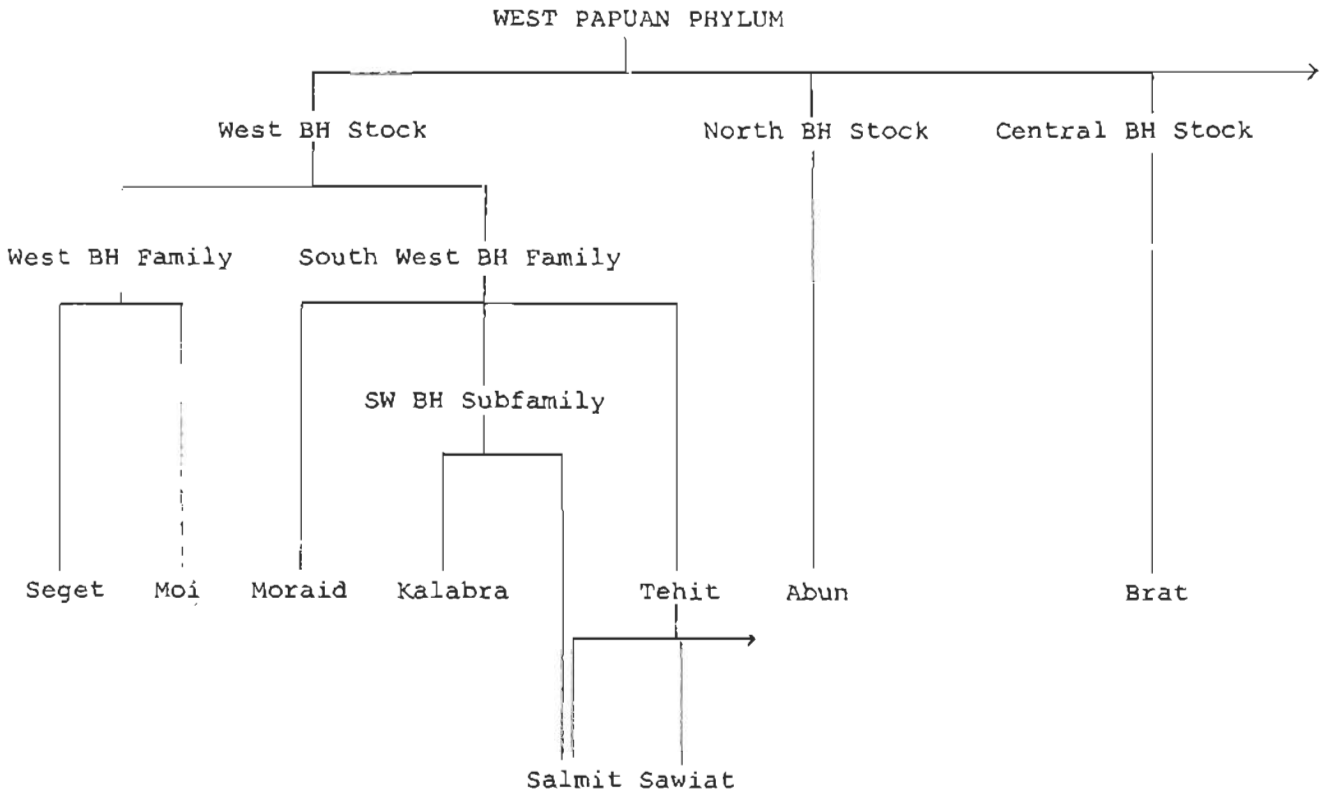 WEST PAPUAN PHYLUM
West BH Stock North BH Stock Central BH Stock
West BH Family South West BH Family
SW BH Subfamily
Seget Moi Moraid Kalabra Tehit Abun Brat
Salmit Sawiat